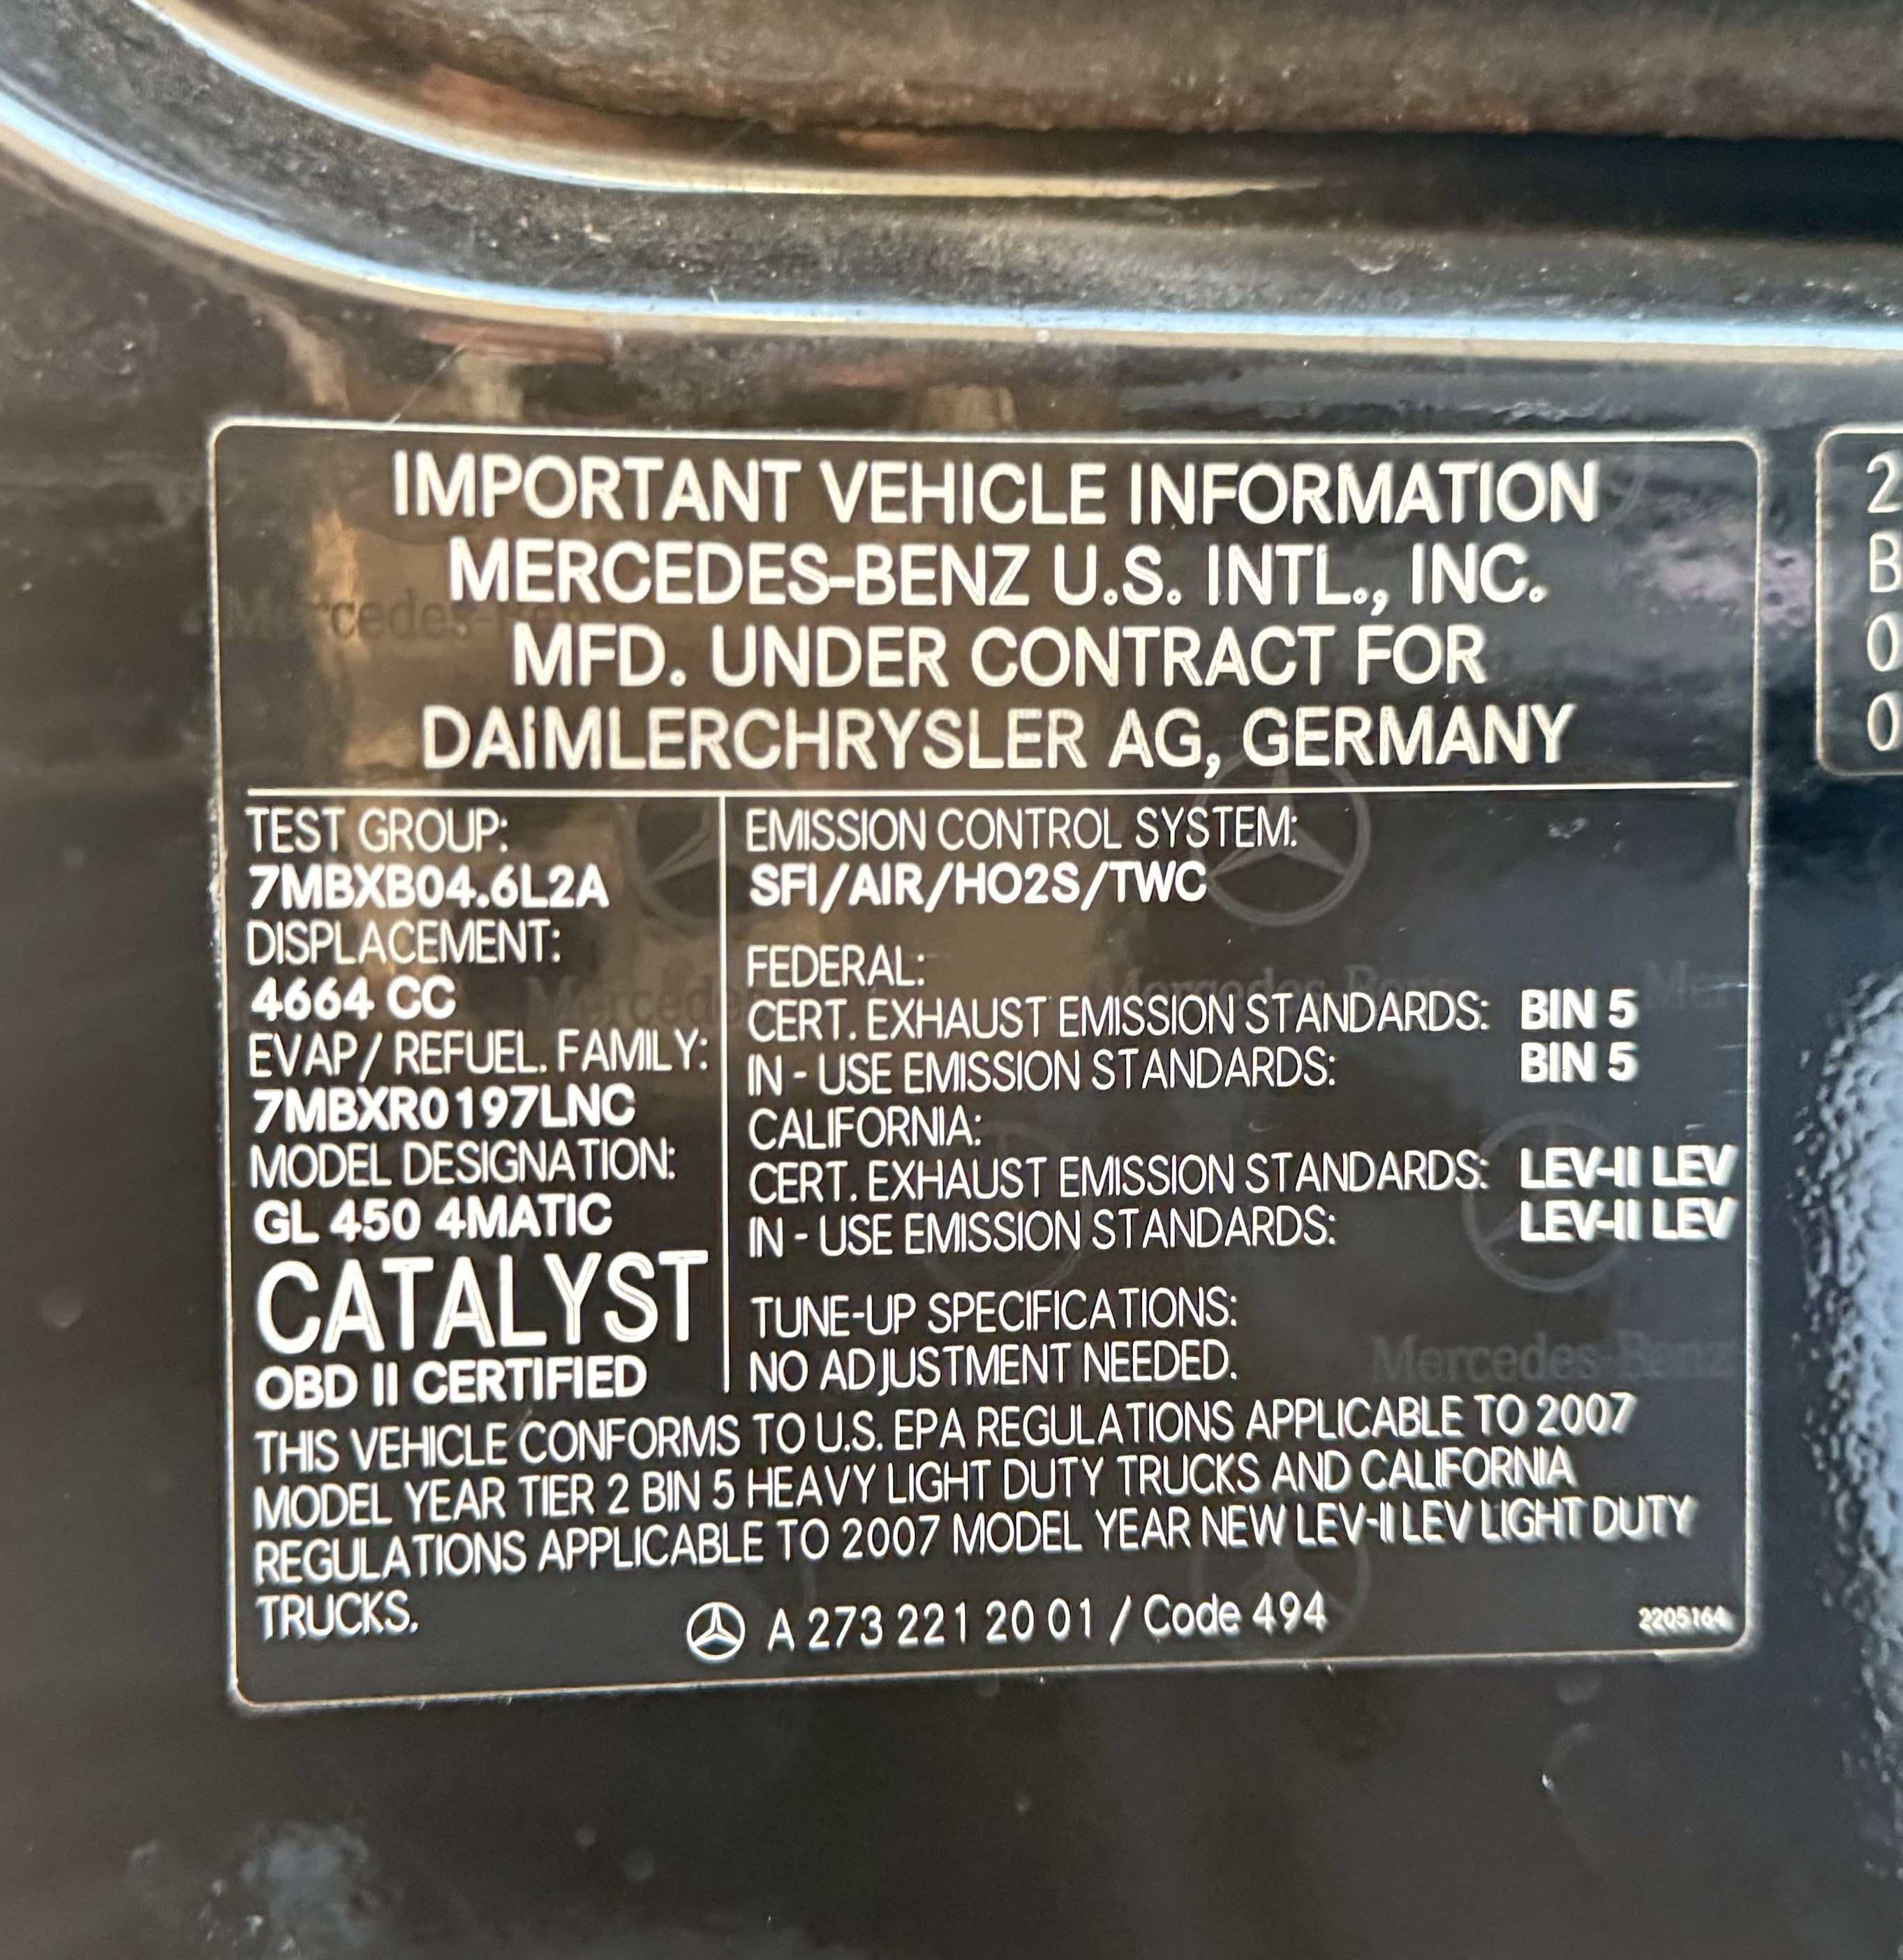 IMPORTANT VEHICLE INFORMATION
MERCEDES-BENZ U.S. INTL., INC.
MFD. UNDER CONTRACT FOR
DAiMLERCHRYSLER AG, GERMANY
TEST GROUP:
7MBXB04.6L2A
DISPLACEMENT:
4664 CC
EVAP/ REFUEL. FAMILY:
7MBXR0197LNC
MODEL DESIGNATION:
GL 450 4MATIC
CATALYST
OBD II CERTIFIED
EMISSION CONTROL SYSTEM:
SFI/AIR/HO2S/TWC
FEDERAL:
CERT. EXHAUST EMISSION STANDARDS: BIN 5
IN - USE EMISSION STANDARDS: BIN 5
CALIFORNIA:
CERT. EXHAUST EMISSION STANDARDS: LEV-II LEV
IN - USE EMISSION STANDARDS: LEV-II LEV
TUNE-UP SPECIFICATIONS:
NO ADJUSTMENT NEEDED.
THIS VEHICLE CONFORMS TO U.S. EPA REGULATIONS APPLICABLE TO 2007
MODEL YEAR TIER 2 BIN 5 HEAVY LIGHT DUTY TRUCKS AND CALIFORNIA
REGULATIONS APPLICABLE TO 2007 MODEL YEAR NEW LEV-II LEV LIGHT DUTY
TRUCKS.
A 273 221 20 01 / Code 494
2205164
2
B
0
0
Mercedes-Benz